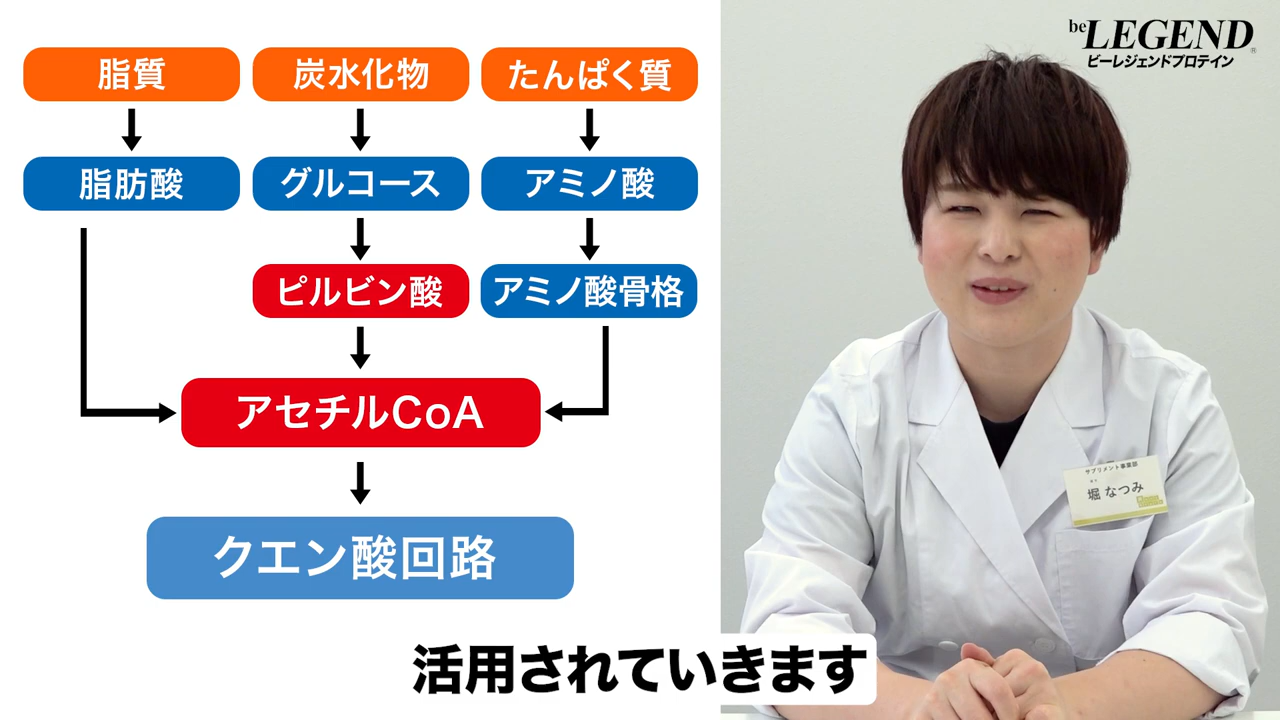 脂質
炭水化物
たんぱく質
脂肪酸
グルコース
アミノ酸
ピルビン酸
アミノ酸骨格
アセチルCoA
クエン酸回路
活用されていきます
be LEGEND®
ビーレジェンドプロテイン
サプリメント事業部
堀 なつみ